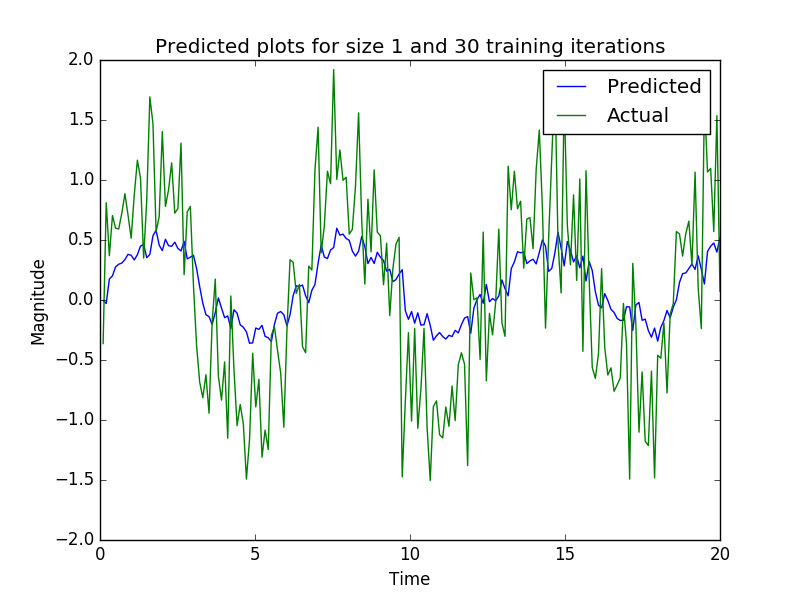 Predicted plots for size 1 and 30 training iterations
Predicted
Actual
2.0
1.5
1.0
0.5
0.0
−0.5
−1.0
−1.5
−2.0
Magnitude
0 5 10 15 20
Time